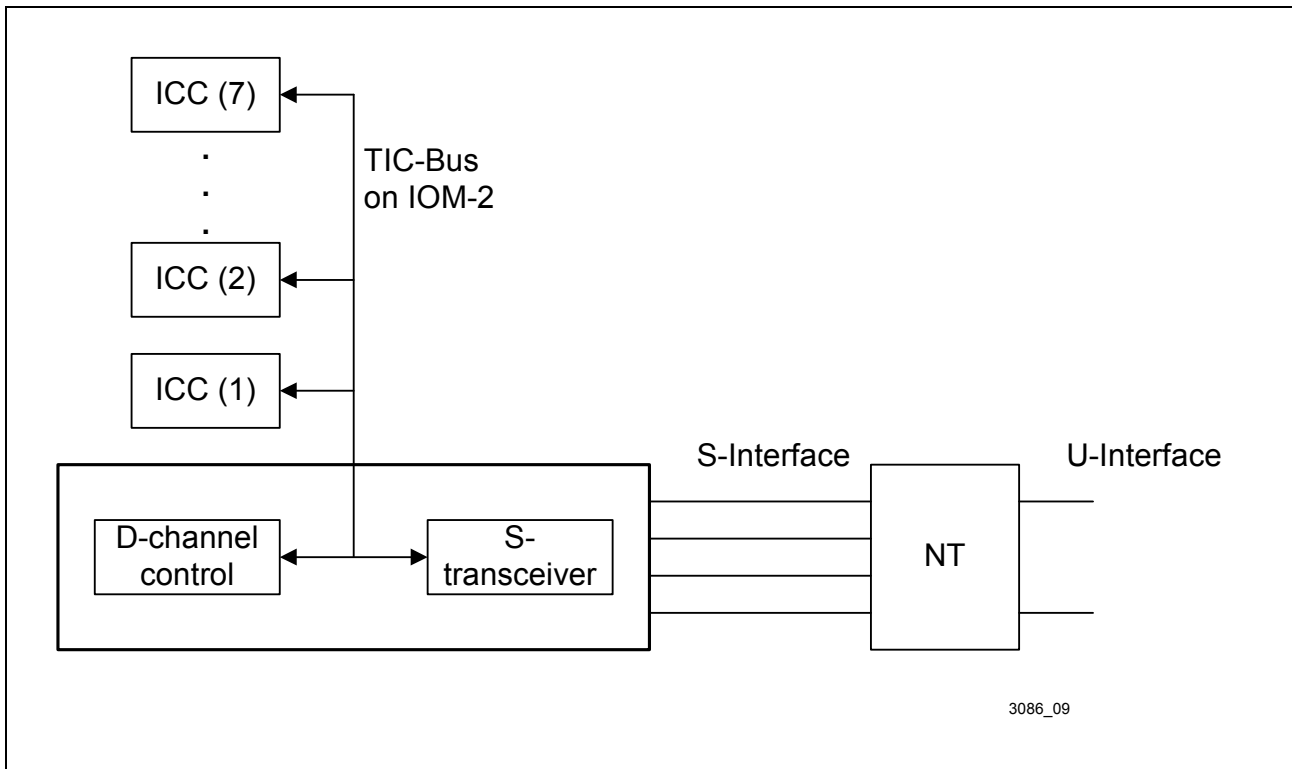 ICC (7)
TIC-Bus
on IOM-2
ICC (2)
ICC (1)
S-Interface
U-Interface
D-channel
control
S-
transceiver
NT
3086_09